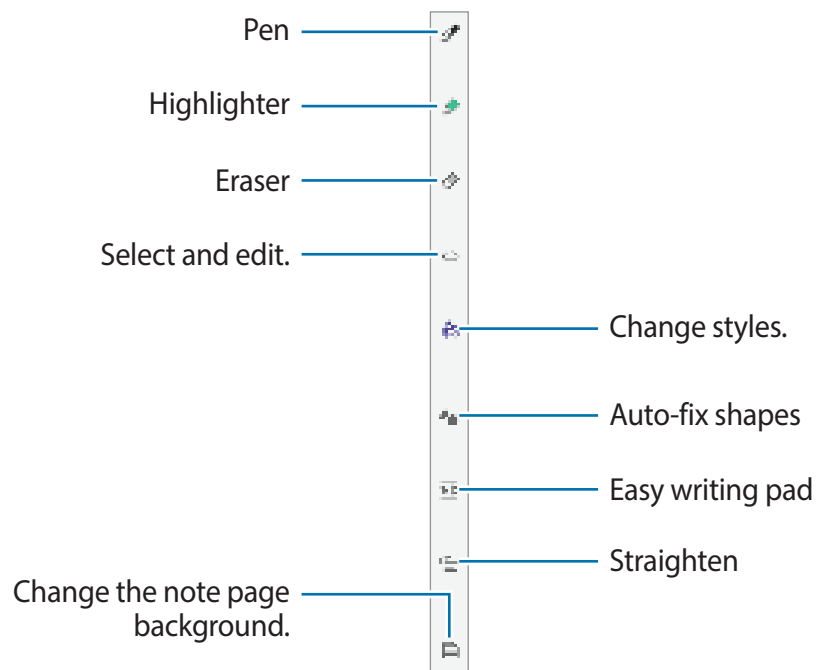 Pen
Highlighter
Eraser
Select and edit.
Change styles.
Auto-fix shapes
Easy writing pad
Straighten
Change the note page
background.